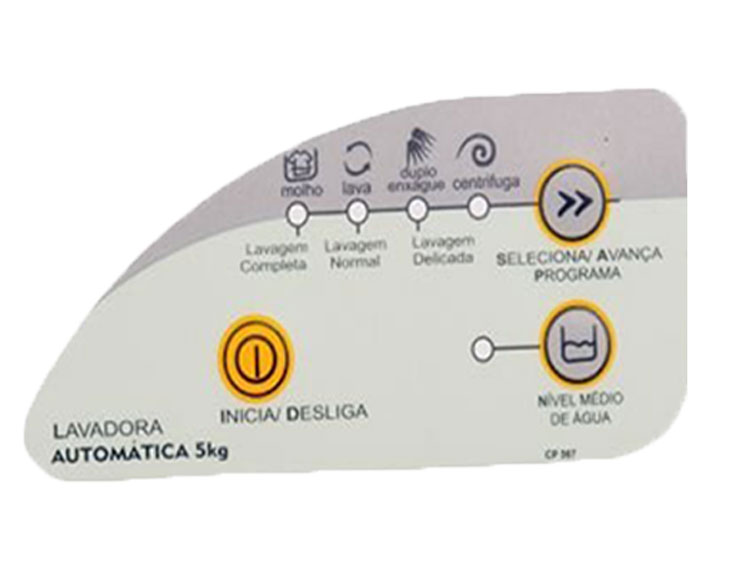 molho
lava
duplo
enxágue
centrifuga
Lavagem
Completa
Lavagem
Normal
Lavagem
Delicada
SELECIONA/ AVANÇA
PROGRAMA
INICIA/ DESLIGA
NÍVEL MÉDIO
DE ÁGUA
LAVADORA
AUTOMÁTICA 5kg
CP 567